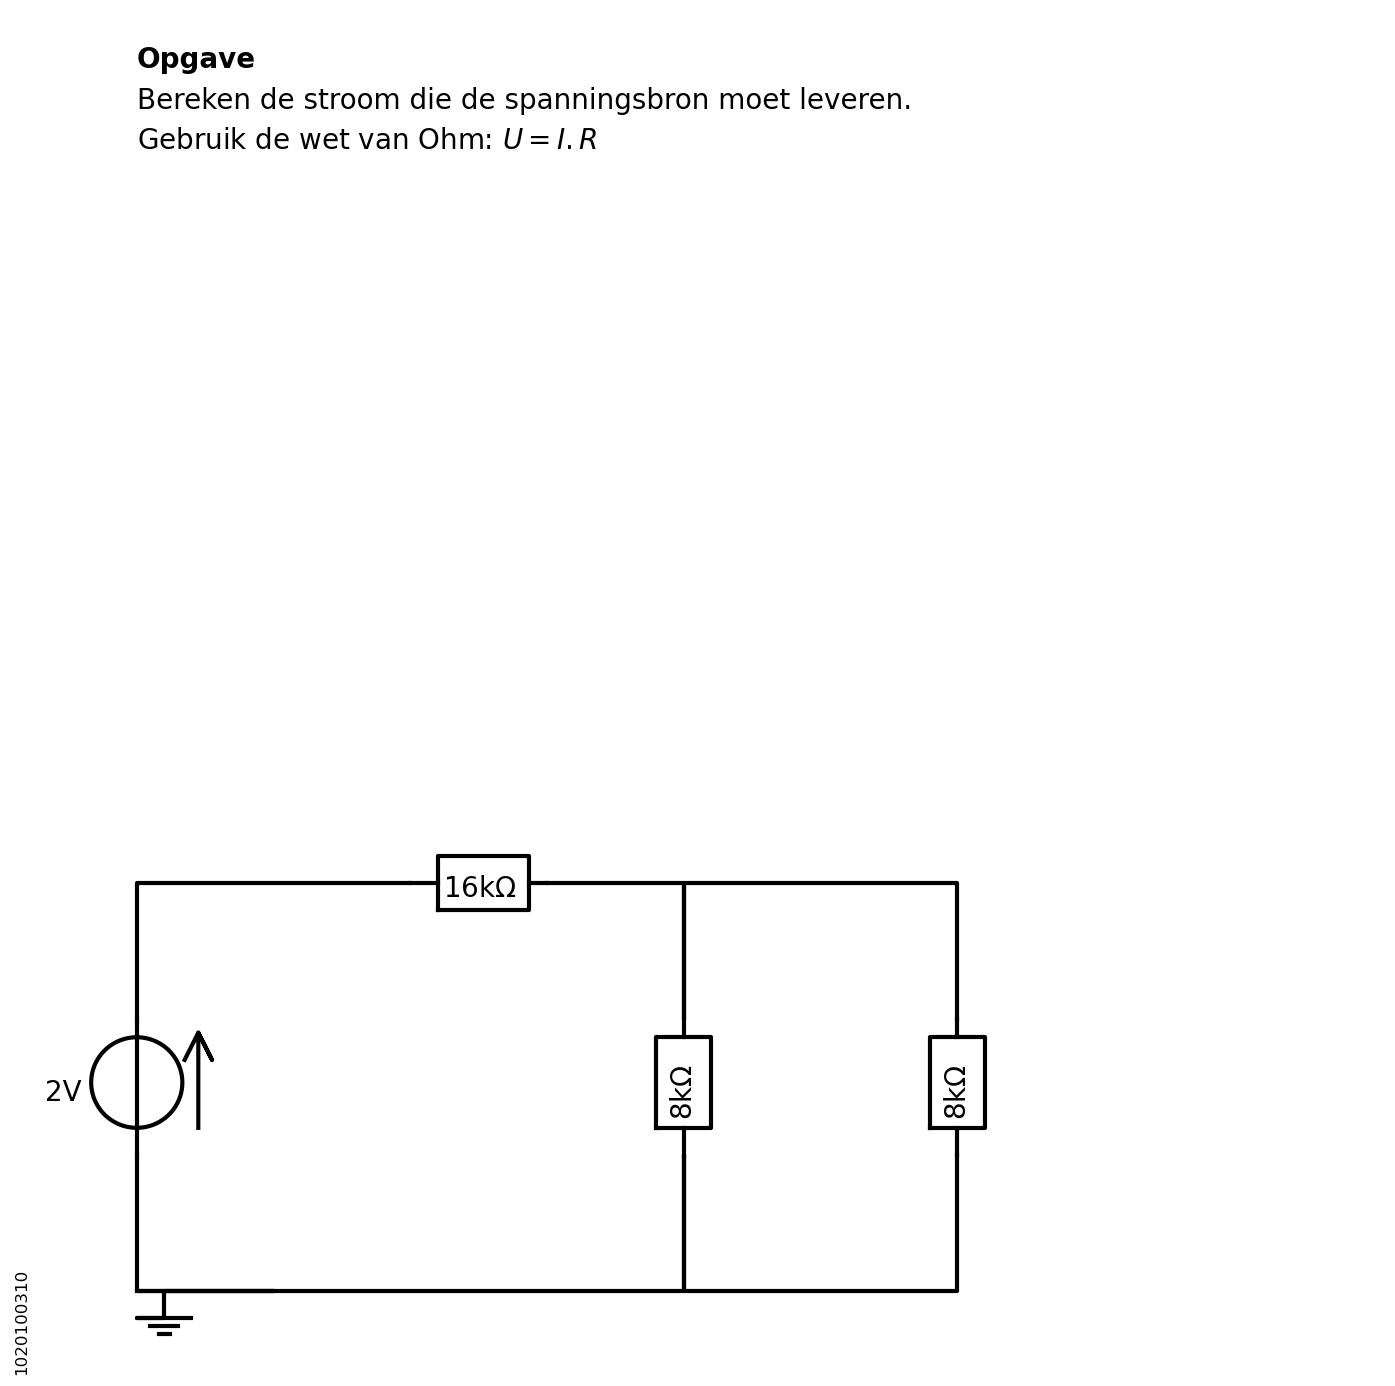 Opgave
Bereken de stroom die de spanningsbron moet leveren.
Gebruik de wet van Ohm: U = I. R
16kΩ
2V
8kΩ
8kΩ
1020100310